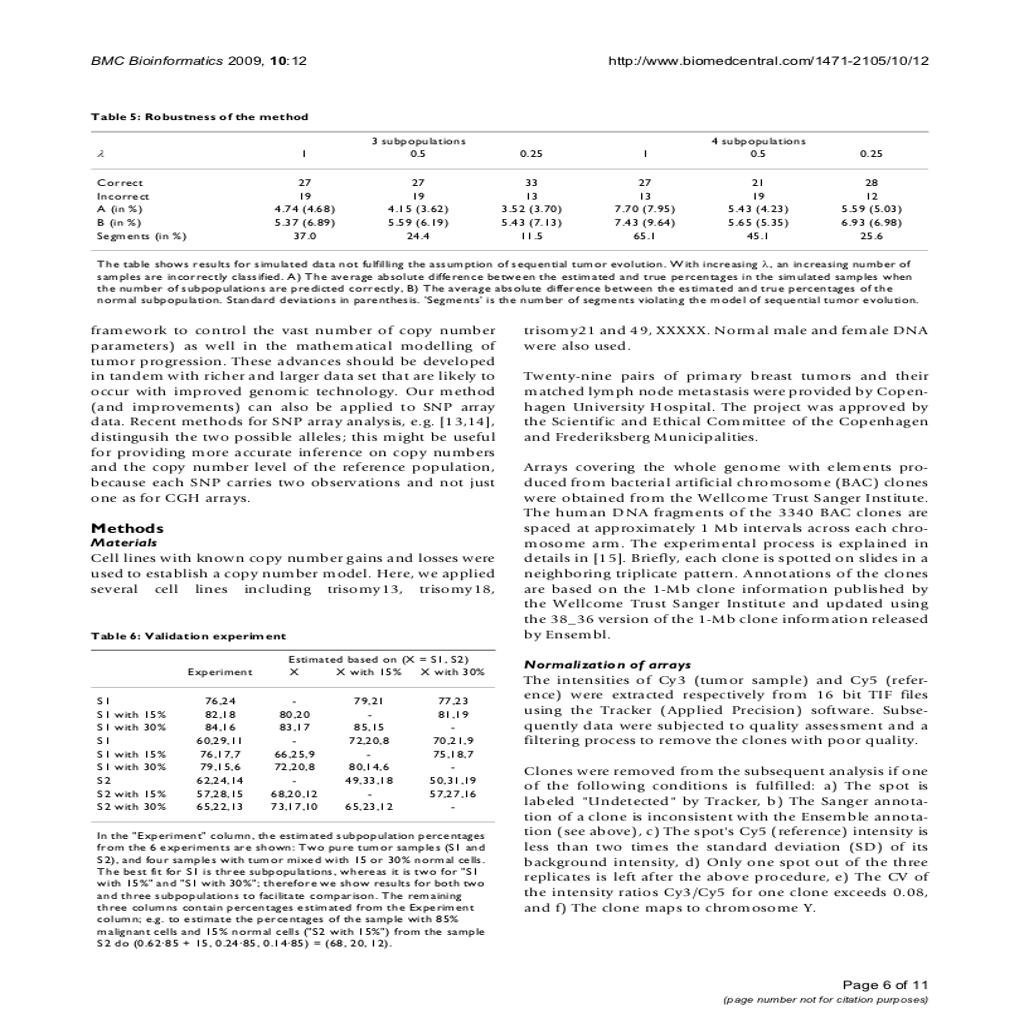 BMC Bioinformatics 2009, 10:12
http://www.biomedcentral.com/1471-2105/10/12
Table 5: Robustness of the method
3 subpopulations 4 subpopulations
λ 1 0.5 0.25 1 0.5 0.25
Correct 27 27 33 27 21 28
Incorrect 19 19 13 13 19 12
A (in %) 4.74 (4.68) 4.15 (3.62) 3.52 (3.70) 7.70 (7.95) 5.43 (4.23) 5.59 (5.03)
B (in %) 5.37 (6.89) 5.59 (6.19) 5.43 (7.13) 7.43 (9.64) 5.65 (5.35) 6.93 (6.98)
Segments (in %) 37.0 24.4 11.5 65.1 45.1 25.6
The table shows results for simulated data not fulfilling the assumption of sequential tumor evolution. With increasing λ, an increasing number of
samples are incorrectly classified. A) The average absolute difference between the estimated and true percentages in the simulated samples when
the number of subpopulations are predicted correctly, B) The average absolute difference between the estimated and true percentages of the
normal subpopulation. Standard deviations in parenthesis. 'Segments' is the number of segments violating the model of sequential tumor evolution.
framework to control the vast number of copy number
parameters) as well in the mathematical modelling of
tumor progression. These advances should be developed
in tandem with richer and larger data set that are likely to
occur with improved genomic technology. Our method
(and improvements) can also be applied to SNP array
data. Recent methods for SNP array analysis, e.g. [13,14],
distingusih the two possible alleles; this might be useful
for providing more accurate inference on copy numbers
and the copy number level of the reference population,
because each SNP carries two observations and not just
one as for CGH arrays.
Methods
Materials
Cell lines with known copy number gains and losses were
used to establish a copy number model. Here, we applied
several cell lines including trisomy13, trisomy18,
Table 6: Validation experiment
Estimated based on (X = S1, S2)
Experiment X X with 15% X with 30%
S1 76,24 - 79,21 77,23
S1 with 15% 82,18 80,20 - 81,19
S1 with 30% 84,16 83,17 85,15 -
S1 60,29,11 - 72,20,8 70,21,9
S1 with 15% 76,17,7 66,25,9 - 75,18,7
S1 with 30% 79,15,6 72,20,8 80,14,6 -
S2 62,24,14 - 49,33,18 50,31,19
S2 with 15% 57,28,15 68,20,12 - 57,27,16
S2 with 30% 65,22,13 73,17,10 65,23,12 -
In the "Experiment" column, the estimated subpopulation percentages
from the 6 experiments are shown: Two pure tumor samples (S1 and
S2), and four samples with tumor mixed with 15 or 30% normal cells.
The best fit for S1 is three subpopulations, whereas it is two for "S1
with 15%" and "S1 with 30%"; therefore we show results for both two
and three subpopulations to facilitate comparison. The remaining
three columns contain percentages estimated from the Experiment
column; e.g. to estimate the percentages of the sample with 85%
malignant cells and 15% normal cells ("S2 with 15%") from the sample
S2 do (0.62·85 + 15, 0.24·85, 0.14·85) = (68, 20, 12).
trisomy21 and 49, XXXXX. Normal male and female DNA
were also used.
Twenty-nine pairs of primary breast tumors and their
matched lymph node metastasis were provided by Copen-
hagen University Hospital. The project was approved by
the Scientific and Ethical Committee of the Copenhagen
and Frederiksberg Municipalities.
Arrays covering the whole genome with elements pro-
duced from bacterial artificial chromosome (BAC) clones
were obtained from the Wellcome Trust Sanger Institute.
The human DNA fragments of the 3340 BAC clones are
spaced at approximately 1 Mb intervals across each chro-
mosome arm. The experimental process is explained in
details in [15]. Briefly, each clone is spotted on slides in a
neighboring triplicate pattern. Annotations of the clones
are based on the 1-Mb clone information published by
the Wellcome Trust Sanger Institute and updated using
the 38_36 version of the 1-Mb clone information released
by Ensembl.
Normalization of arrays
The intensities of Cy3 (tumor sample) and Cy5 (refer-
ence) were extracted respectively from 16 bit TIF files
using the Tracker (Applied Precision) software. Subse-
quently data were subjected to quality assessment and a
filtering process to remove the clones with poor quality.
Clones were removed from the subsequent analysis if one
of the following conditions is fulfilled: a) The spot is
labeled "Undetected" by Tracker, b) The Sanger annota-
tion of a clone is inconsistent with the Ensemble annota-
tion (see above), c) The spot's Cy5 (reference) intensity is
less than two times the standard deviation (SD) of its
background intensity, d) Only one spot out of the three
replicates is left after the above procedure, e) The CV of
the intensity ratios Cy3/Cy5 for one clone exceeds 0.08,
and f) The clone maps to chromosome Y.
Page 6 of 11
(page number not for citation purposes)